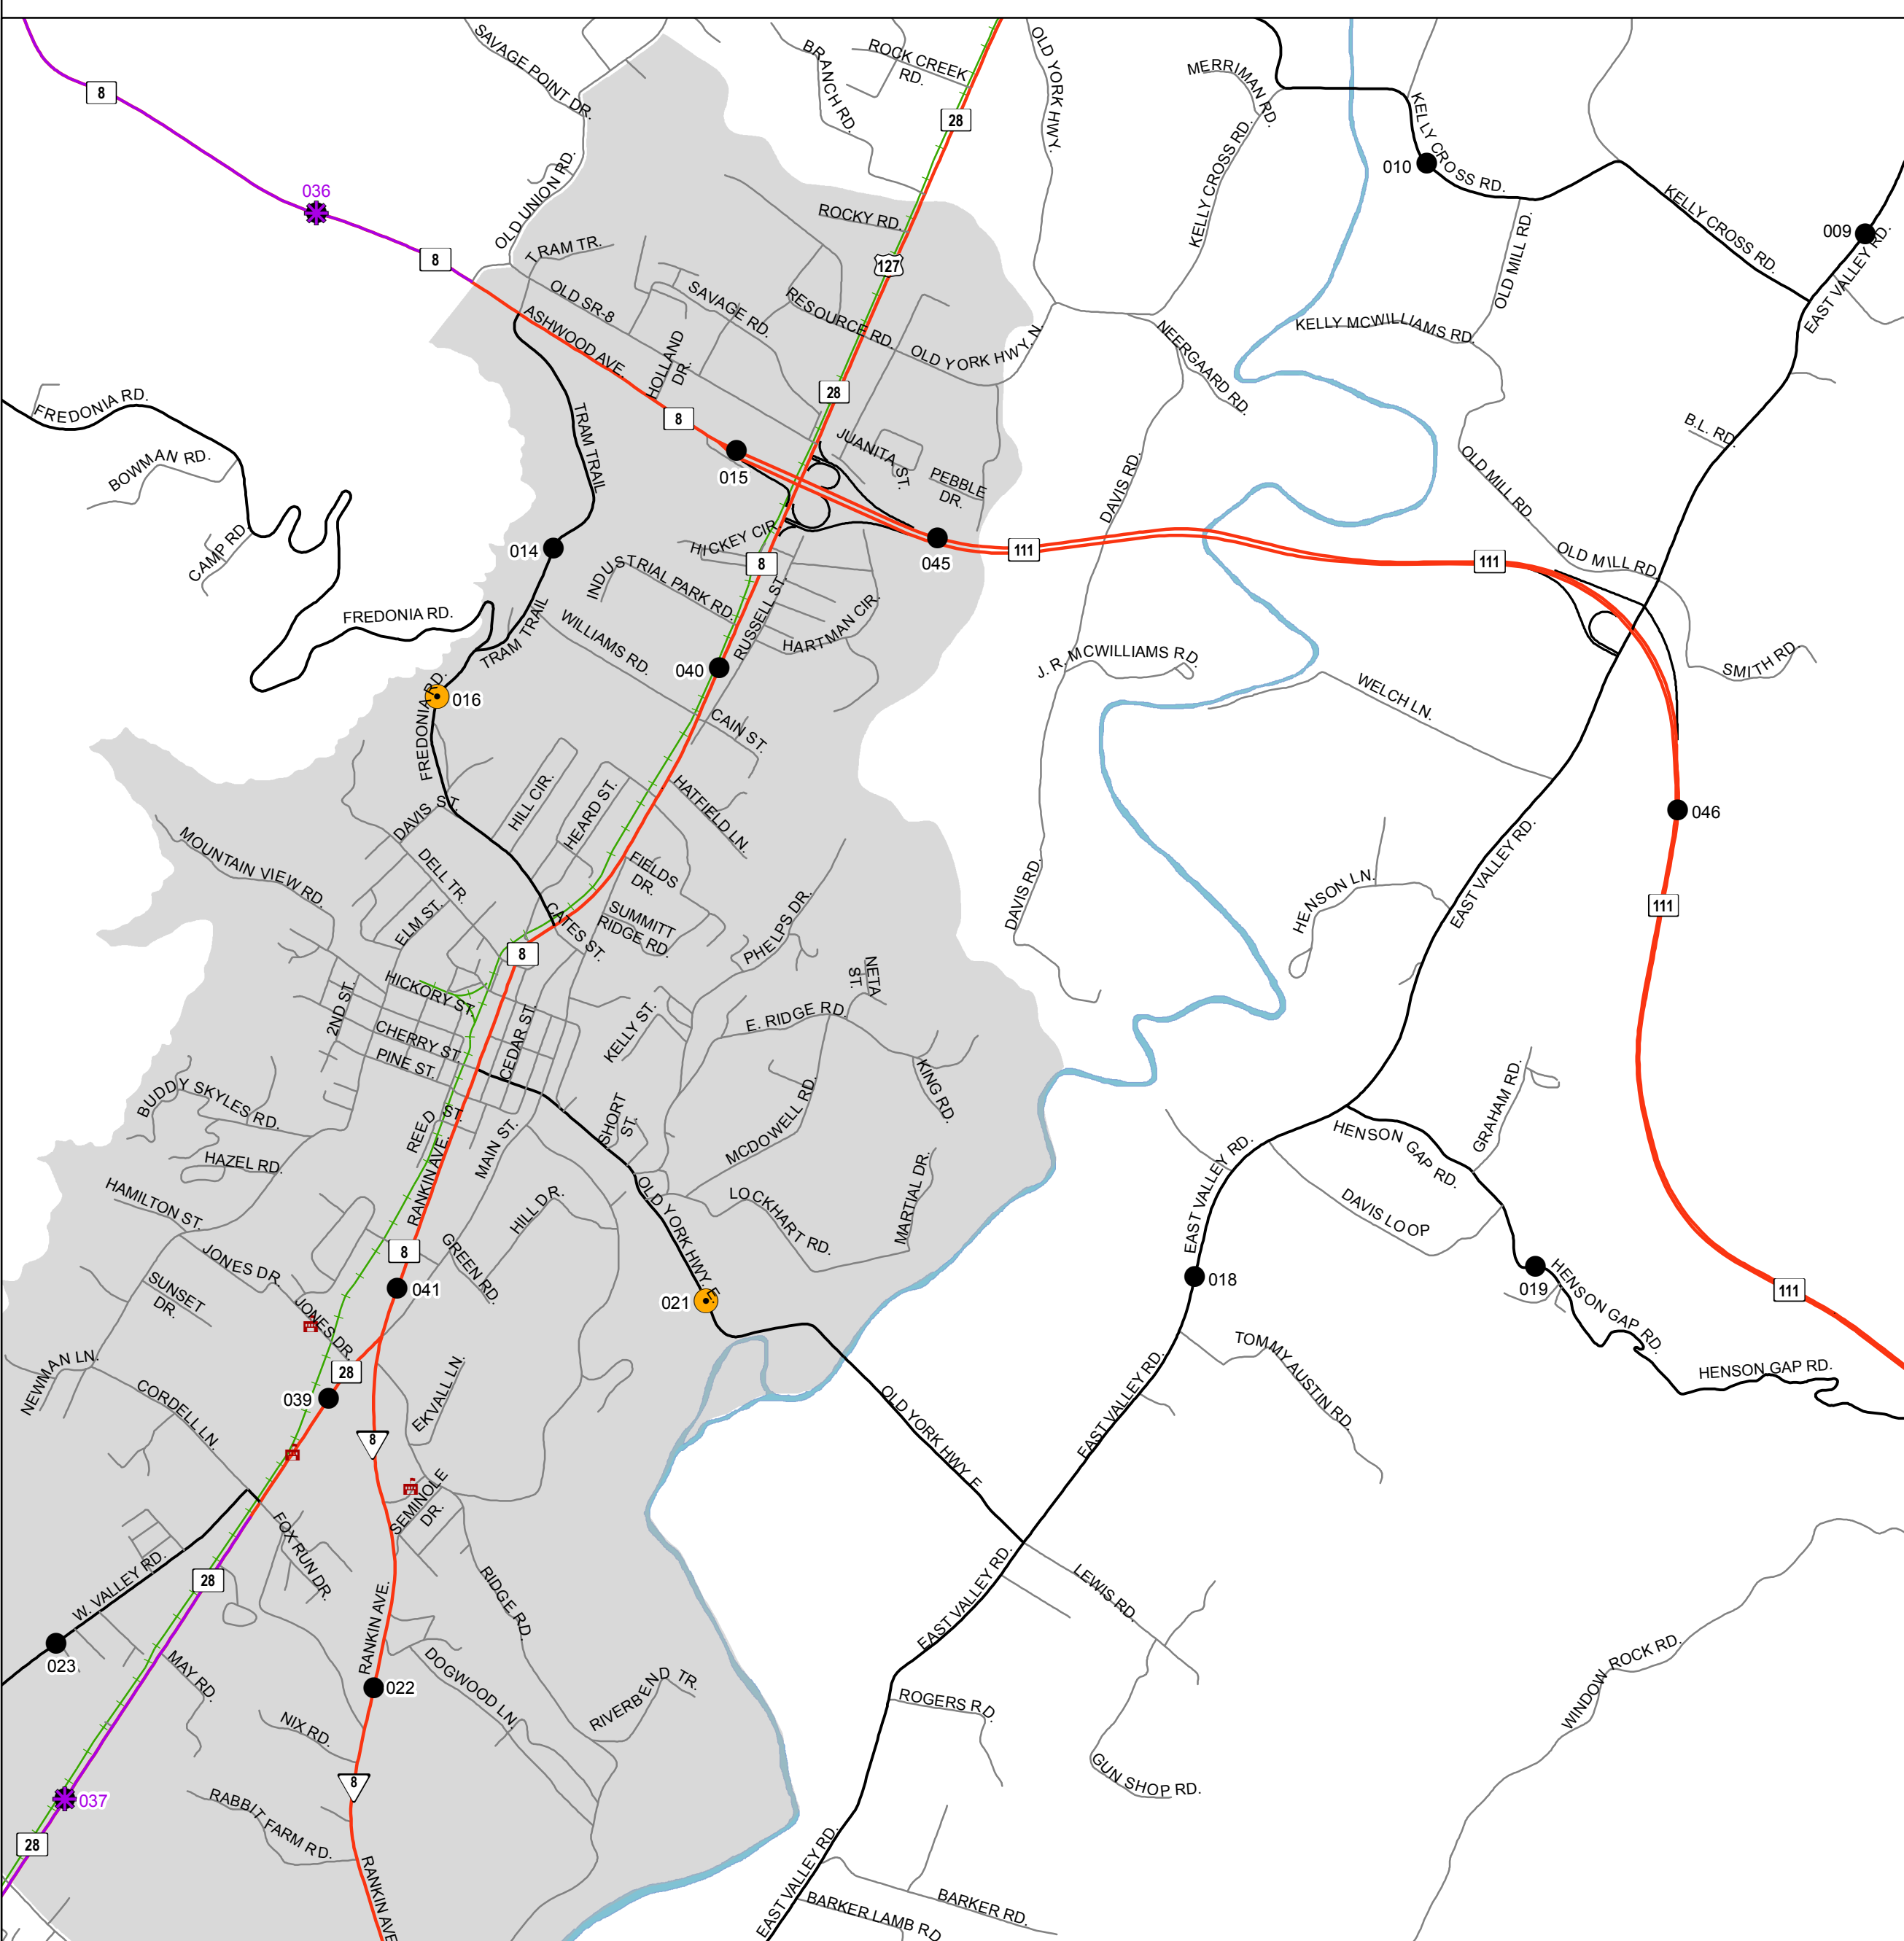 SAVAGE POINT DR.
BRANCH RD.
ROCK CREEK
RD.
OLD YORK HWY.
MERRIMAN RD.
KELLY CROSS RD.
8
28
010
KELLY CROSS RD.
036
OLD UNION RD.
ROCKY RD.
KELLY CROSS RD.
009
EAST VALLEY RD.
OLD MILL RD.
8
TRAM TR.
127
OLD SR-8
SAVAGE RD.
RESOURCE RD.
OLD YORK HWY. N.
NEERGAARD RD.
KELLY MCWILLIAMS RD.
ASHWOOD AVE.
HOLLAND
DR.
28
8
FREDONIA RD.
BOWMAN RD.
CAMP RD.
TRAM TRAIL
015
JUANITA ST.
PEBBLE
DR.
DAVIS RD.
B.L. RD.
OLD MILL RD.
014
HICKEY CIR.
8
045
111
111
OLD MILL RD.
INDUSTRIAL PARK RD.
RUSSELL ST.
HARTMAN CIR.
FREDONIA RD.
TRAM TRAIL
WILLIAMS RD.
040
J. R. MCWILLIAMS RD.
SMITH RD.
016
FREDONIA RD.
CAIN ST.
WELCH LN.
DAVIS ST.
HILL CIR.
HEARD ST.
HATFIELD LN.
046
MOUNTAIN VIEW RD.
DELL TR.
FIELDS
DR.
EAST VALLEY RD.
ELM ST.
CATES ST.
SUMMITT
RIDGE RD.
PHELPS DR.
DAVIS RD.
HENSON LN.
111
8
HICKORY ST.
2ND ST.
NETA
ST.
CHERRY ST.
PINE ST.
CEDAR ST.
KELLY ST.
E. RIDGE RD.
KING RD.
BUDDY SKYLES RD.
REED ST.
SHORT
ST.
MCDOWELL RD.
GRAHAM RD.
HENSON GAP RD.
HAZEL RD.
RANKIN AVE.
MAIN ST.
HAMILTON ST.
HILL DR.
OLD YORK HWY. E.
LOCKHART RD.
MARTIAL DR.
EAST VALLEY RD.
DAVIS LOOP
JONES DR.
8
GREEN RD.
SUNSET
DR.
041
021
018
019
HENSON GAP RD.
111
JONES DR.
NEWMAN LN.
28
039
EKVALL LN.
TOMMY AUSTIN RD.
HENSON GAP RD.
CORDELL LN.
8
OLD YORK HWY E
EAST VALLEY RD.
SEMINOLE
DR.
FOX RUN DR.
28
W. VALLEY RD.
RIDGE RD.
EAST VALLEY RD.
LEWIS RD.
023
MAY RD.
RANKIN AVE.
022
DOGWOOD LN.
RIVERBEND TR.
ROGERS RD.
WINDOW ROCK RD.
NIX RD.
GUN SHOP RD.
037
8
28
RABBIT FARM RD.
RANKIN AVE
EAST VALLEY RD.
BARKER RD.
BARKER LAMB RD